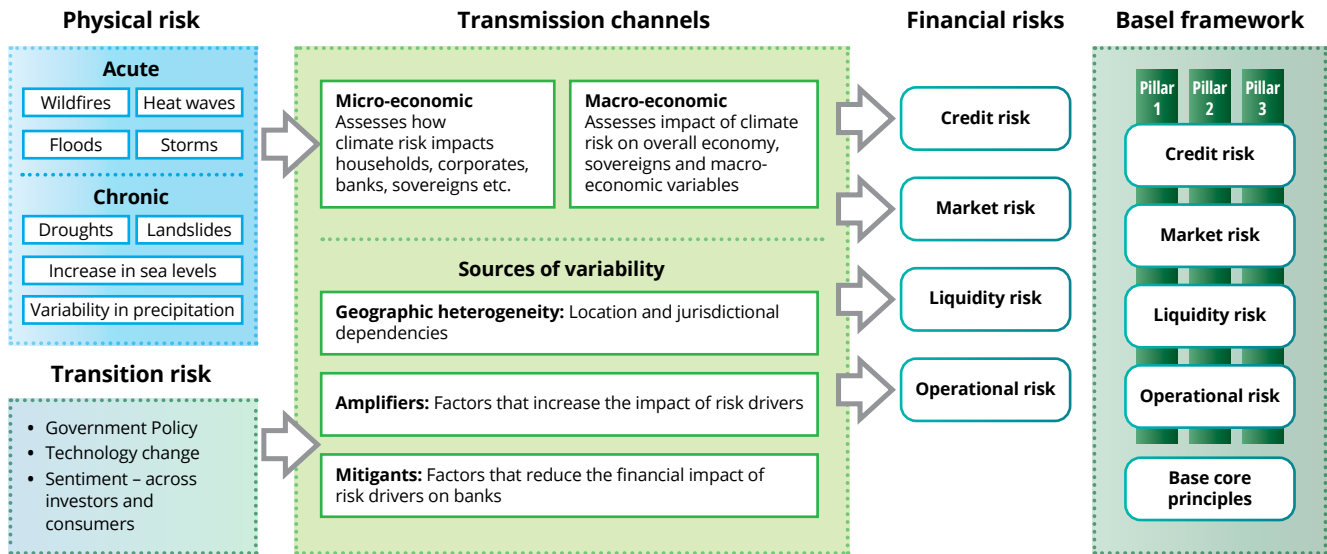 Physical risk
Acute
Wildfires
Heat waves
Floods
Storms
Chronic
Droughts
Landslides
Increase in sea levels
Variability in precipitation
Transition risk
• Government Policy
• Technology change
• Sentiment – across
investors and
consumers
Transmission channels
Micro-economic
Assesses how
climate risk impacts
households, corporates,
banks, sovereigns etc.
Macro-economic
Assesses impact of climate
risk on overall economy,
sovereigns and macro-
economic variables
Sources of variability
Geographic heterogeneity: Location and jurisdictional
dependencies
Amplifiers: Factors that increase the impact of risk drivers
Mitigants: Factors that reduce the financial impact of
risk drivers on banks
Financial risks
Credit risk
Market risk
Liquidity risk
Operational risk
Basel framework
Pillar
1
Pillar
2
Pillar
3
Credit risk
Market risk
Liquidity risk
Operational risk
Base core
principles